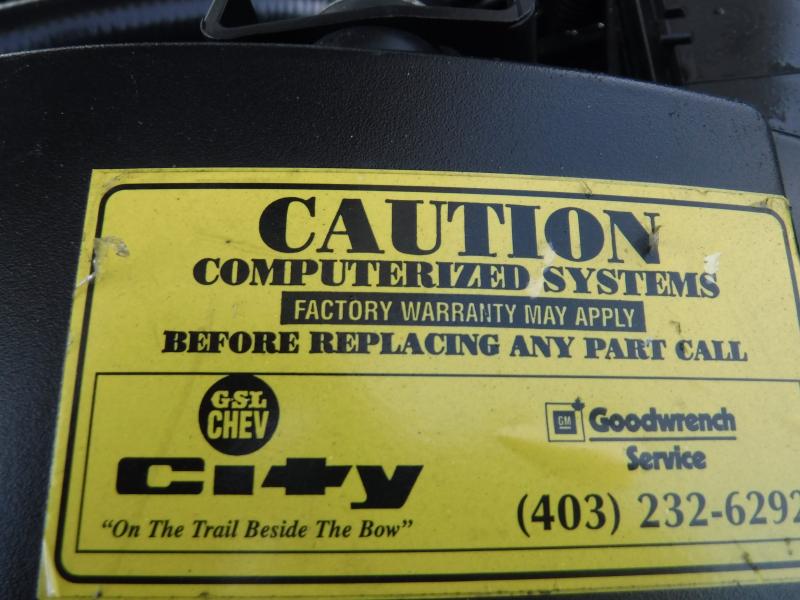 CAUTION
COMPUTERIZED SYSTEMS
FACTORY WARRANTY MAY APPLY
BEFORE REPLACING ANY PART CALL
GSL
CHEV
City
"On The Trail Beside The Bow"
GM Goodwrench
Service
(403) 232-6292